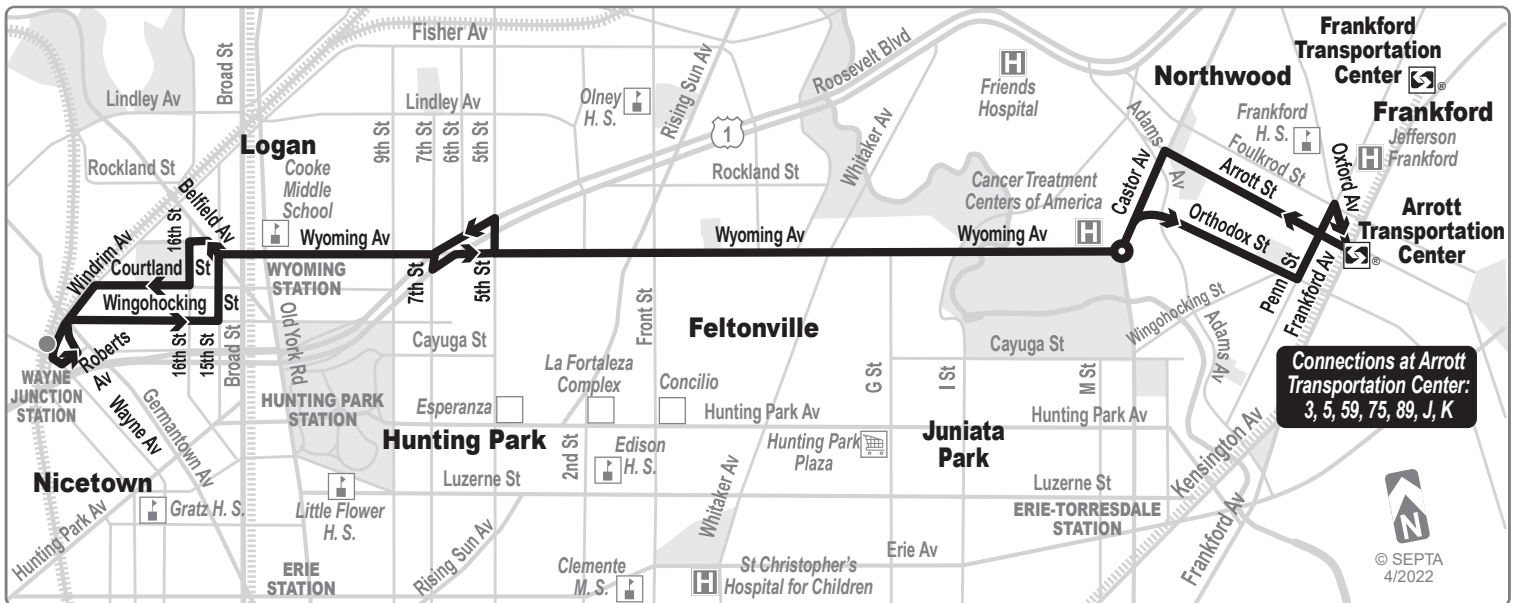 Fisher Av
Broad St
Lindley Av
Lindley Av
9th St
7th St
6th St
5th St
Olney
H. S.
Rising Sun Av
Roosevelt Blvd
1
Whitaker Av
Friends
Hospital
Northwood
Frankford
Transportation
Center
®
Frankford
Frankford
H. S.
Jefferson
Frankford
Adams
Av
Foulkrod St
Oxford Av
Arrott St
Arrott
Transportation
Center
®
Logan
Cooke
Middle
School
Rockland St
Rockland St
Cancer Treatment
Centers of America
Castor Av
Orthodox St
Belfield Av
16th St
Windrim Av
Wyoming Av
Wyoming Av
Wyoming Av
Courtland
St
WYOMING
STATION
Wingohocking
St
7th St
5th St
Penn St
Frankford Av
Wingohocking St
Adams Av
Old York Rd
Front St
Feltonville
Roberts
Av
16th St
15th St
Broad St
Cayuga St
Cayuga St
La Fortaleza
Complex
Concilio
G St
I St
M St
WAYNE
JUNCTION
STATION
Wayne Av
Germantown Av
HUNTING PARK
STATION
Esperanza
Hunting Park Av
Hunting Park Av
Connections at Arrott
Transportation Center:
3, 5, 59, 75, 89, J, K
Hunting Park
2nd St
Edison
H. S.
Hunting Park
Plaza
Juniata
Park
Kensington Av
Nicetown
Hunting Park Av
Gratz H. S.
Little Flower
H. S.
Luzerne St
Luzerne St
Whitaker Av
ERIE-TORRESDALE
STATION
Frankford Av
Rising Sun Av
Erie Av
ERIE
STATION
Clemente
M. S.
St Christopher's
Hospital for Children
H
H
H
H
N
© SEPTA
4/2022